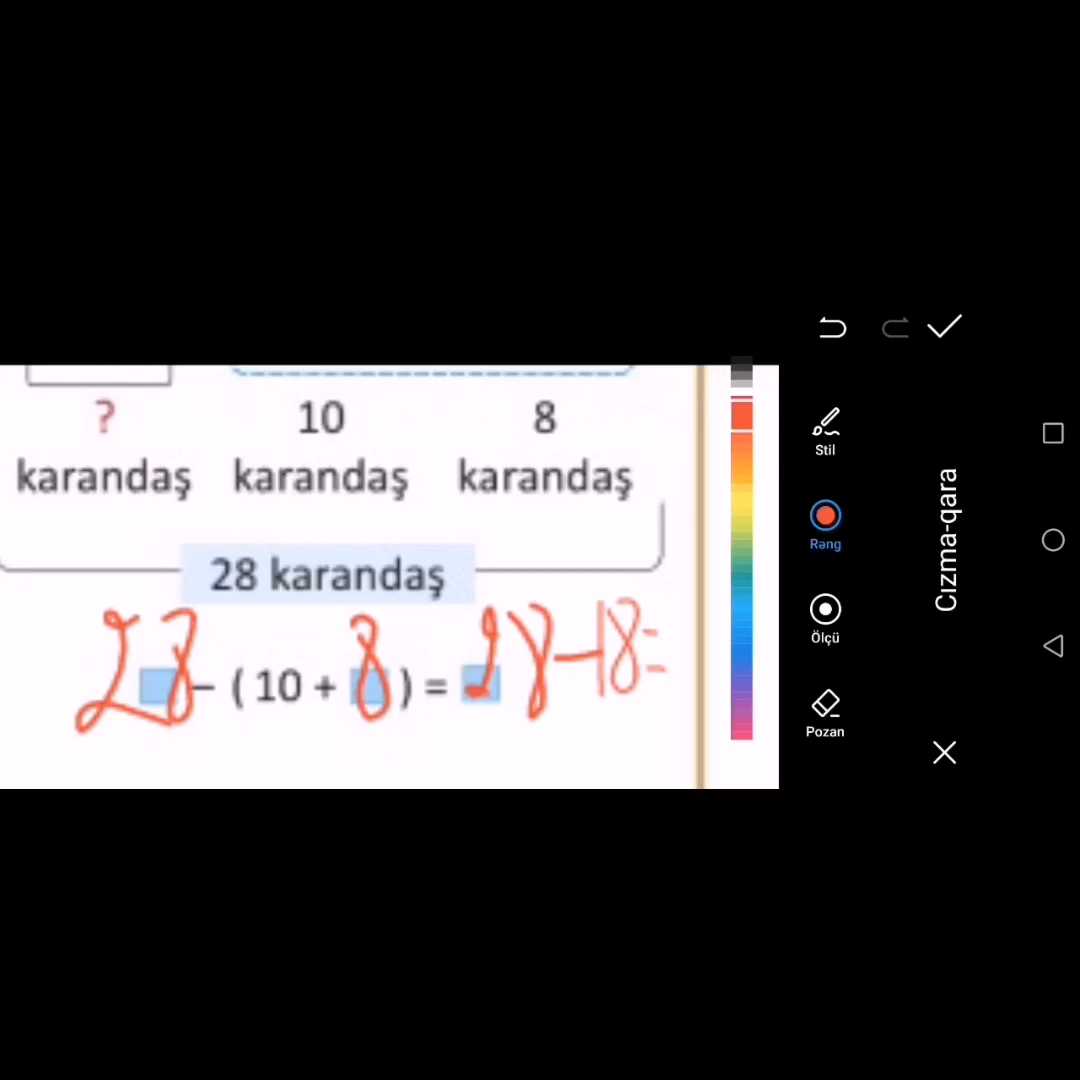 ? 10 8
karandaş karandaş karandaş
28 karandaş
28 - ( 10 + 8 ) = 28-18=
Stil
Rəng
Ölçü
Pozan
Cızma-qara